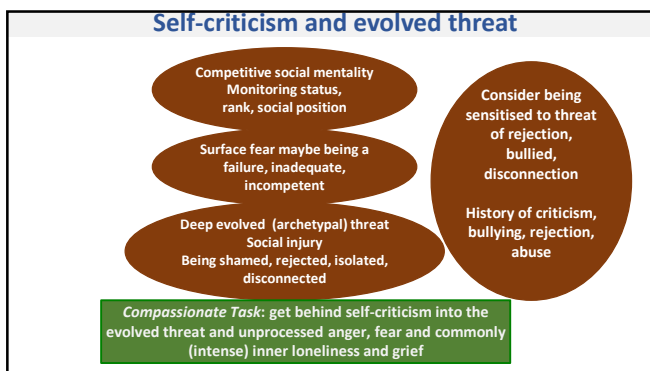 Self-criticism and evolved threat
Competitive social mentality
Monitoring status,
rank, social position
Surface fear maybe being a
failure, inadequate,
incompetent
Deep evolved (archetypal) threat
Social injury
Being shamed, rejected, isolated,
disconnected
Consider being
sensitised to threat
of rejection,
bullied,
disconnection
History of criticism,
bullying, rejection,
abuse
Compassionate Task: get behind self-criticism into the
evolved threat and unprocessed anger, fear and commonly
(intense) inner loneliness and grief